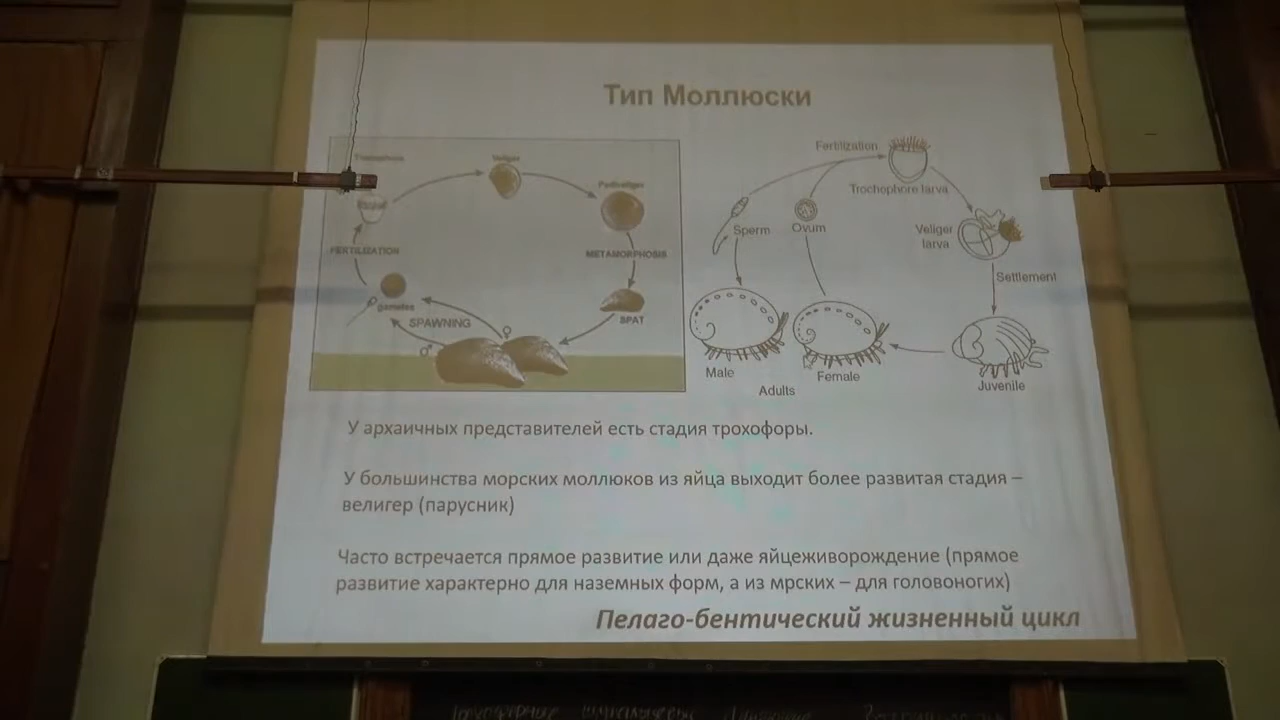 Тип Моллюски
Trochophore
Veliger
Pediveliger
FERTILIZATION
METAMORPHOSIS
gametes
SPAWNING
SPAT
♀
♂
Fertilization
Trochophore larva
Sperm
Ovum
Veliger
larva
Settlement
Male
Female
Adults
Juvenile
У архаичных представителей есть стадия трохофоры.
У большинства морских моллюков из яйца выходит более развитая стадия –
велигер (парусник)
Часто встречается прямое развитие или даже яйцеживорождение (прямое
развитие характерно для наземных форм, а из мрских – для головоногих)
Пелаго-бентический жизненный цикл